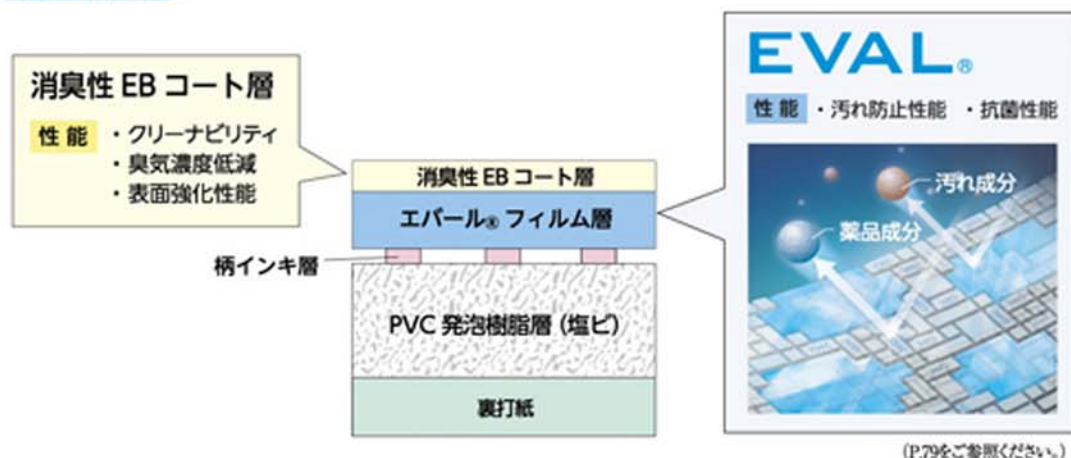 消臭性 EB コート層
性能 ・クリーナビリティ
・臭気濃度低減
・表面強化性能
消臭性 EB コート層
エバール® フィルム層
柄インキ層
PVC 発泡樹脂層(塩ビ)
裏打紙
EVAL®
性能 ・汚れ防止性能 ・抗菌性能
汚れ成分
薬品成分
(P.79をご参照ください。)